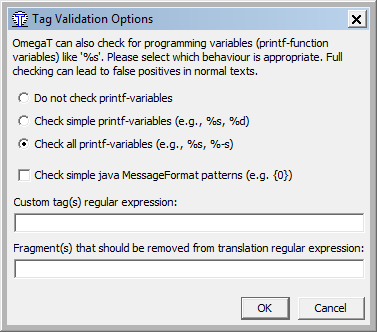 Tag Validation Options
OmegaT can also check for programming variables (printf-function
variables) like '%s'. Please select which behaviour is appropriate. Full
checking can lead to false positives in normal texts.
Do not check printf-variables
Check simple printf-variables (e.g., %s, %d)
Check all printf-variables (e.g., %s, %-s)
Check simple java MessageFormat patterns (e.g. {0})
Custom tag(s) regular expression:
Fragment(s) that should be removed from translation regular expression:
OK
Cancel